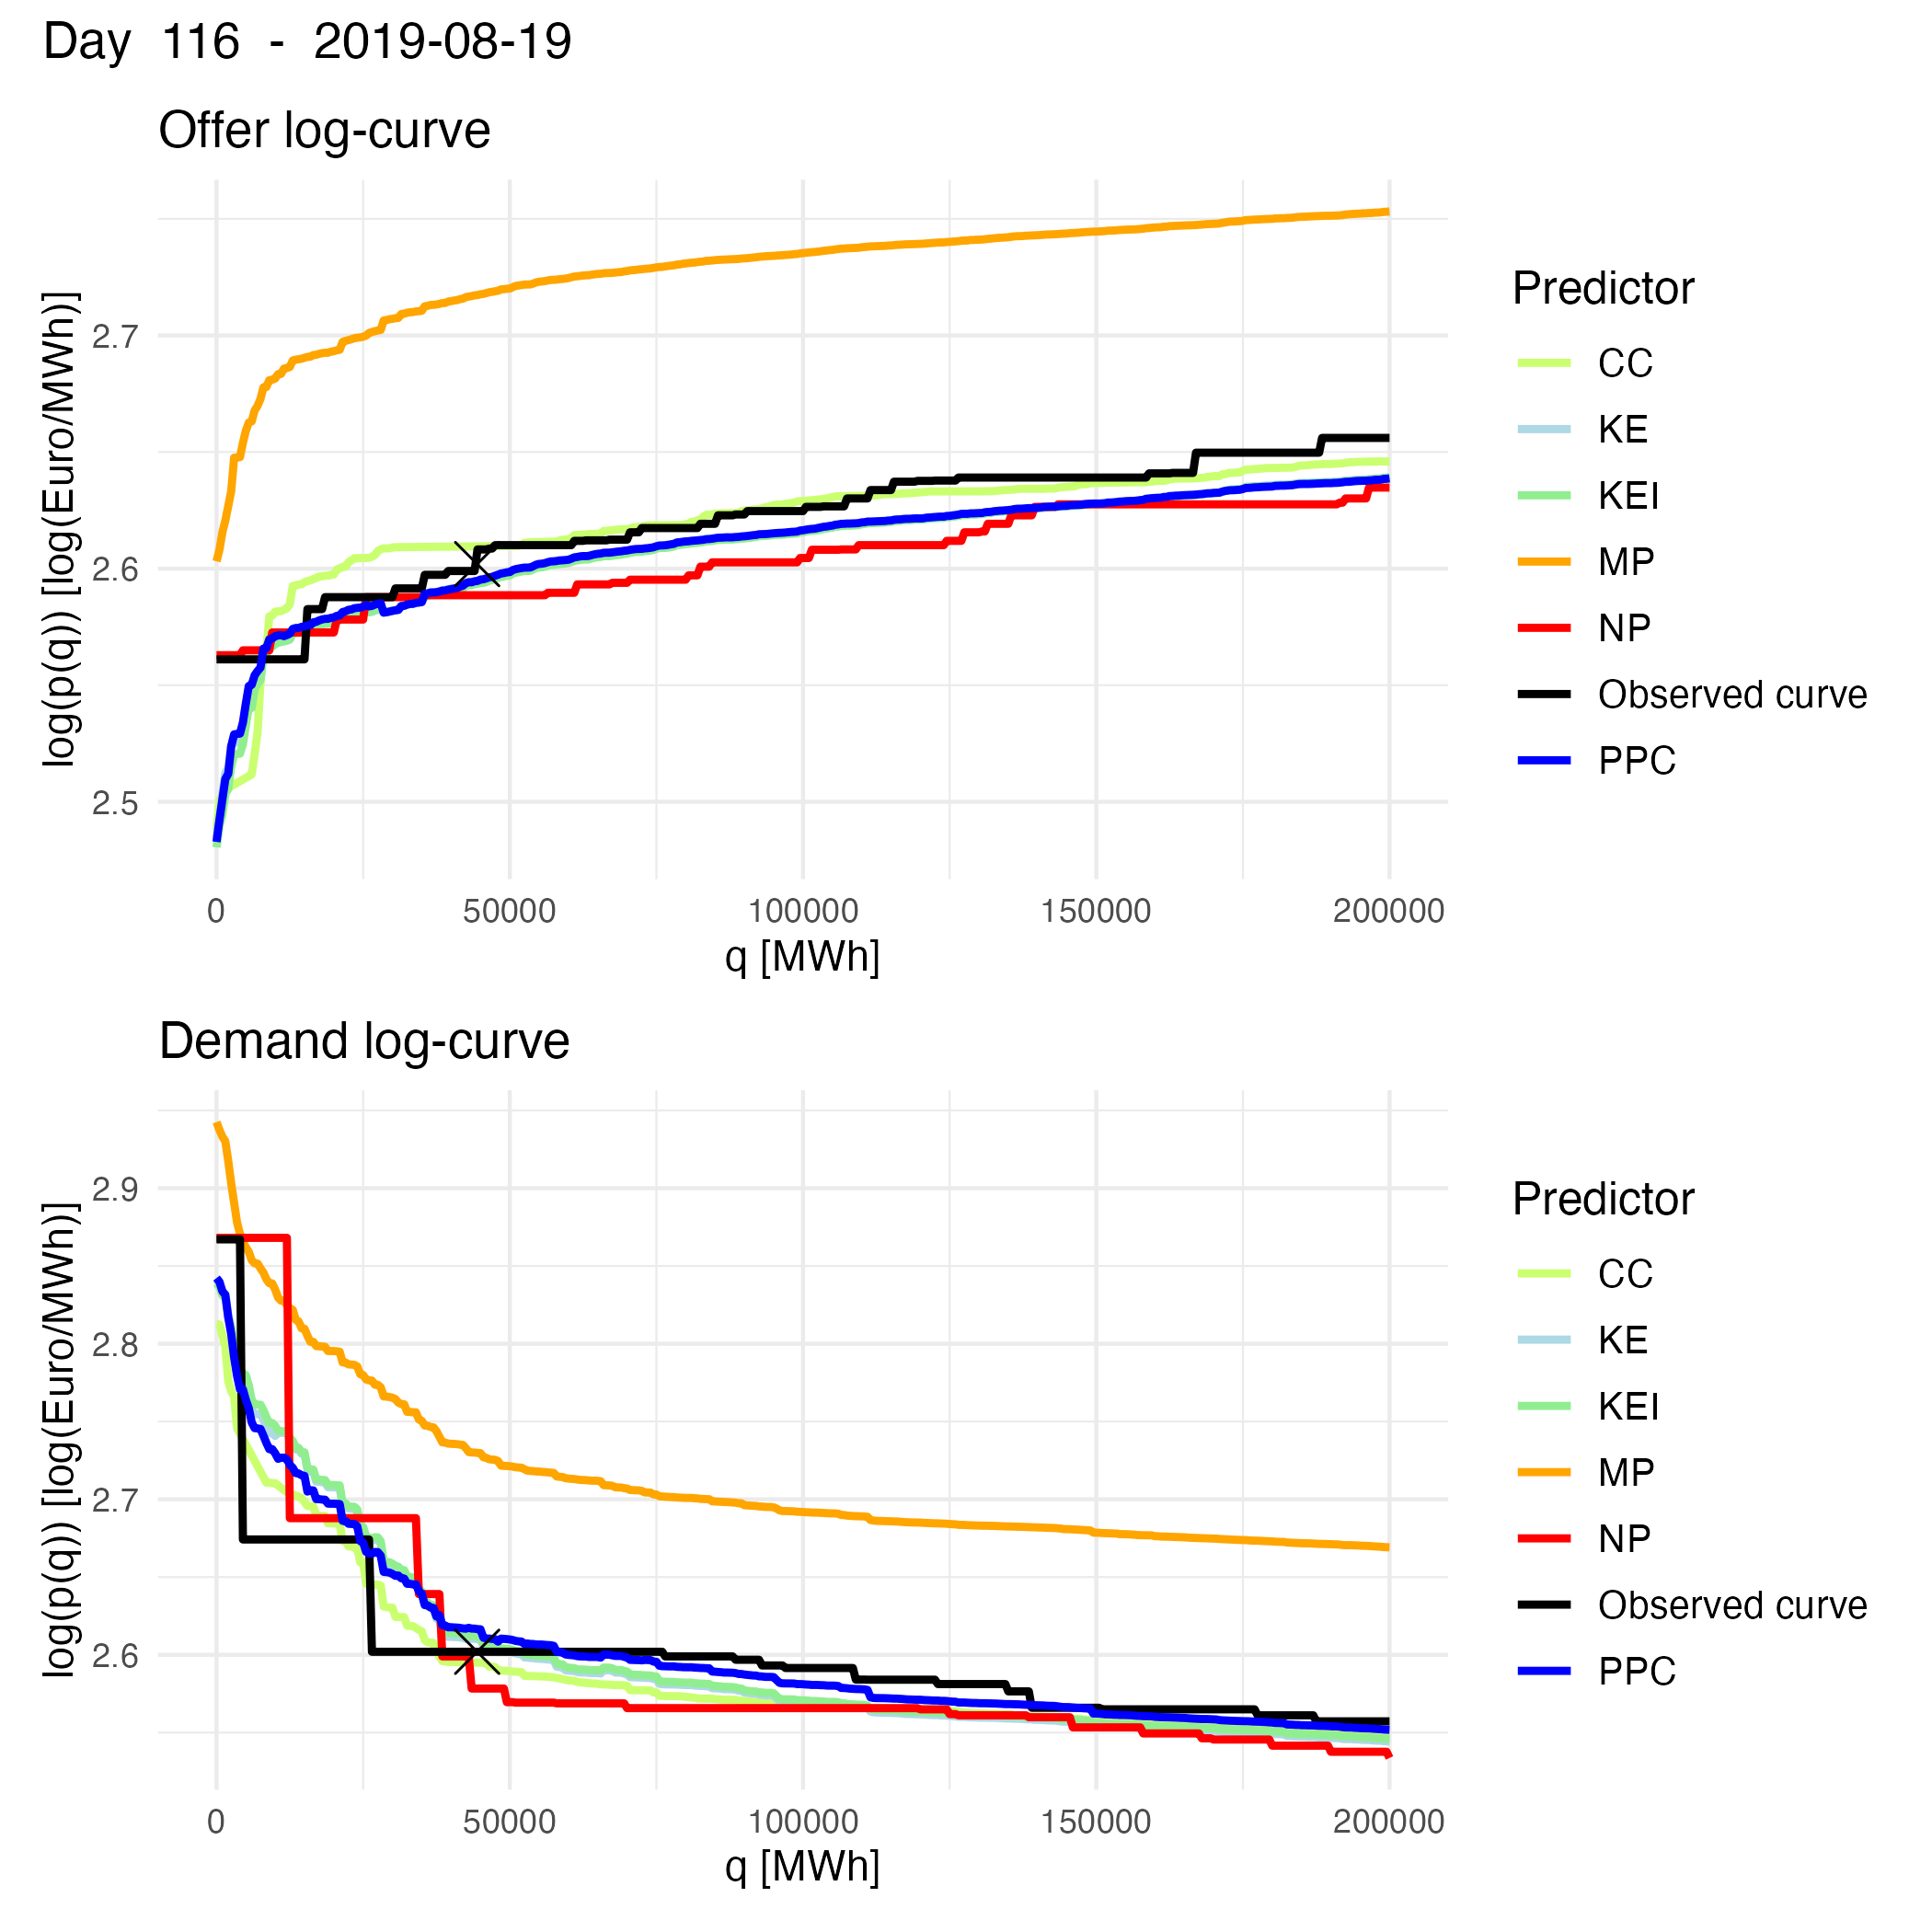 Day 116 - 2019-08-19
Offer log-curve
log(p(q)) [log(Euro/MWh)]
2.7
2.6
2.5
0
50000
100000
150000
200000
q [MWh]
Predictor
CC
KE
KEI
MP
NP
Observed curve
PPC
Demand log-curve
log(p(q)) [log(Euro/MWh)]
2.9
2.8
2.7
2.6
0
50000
100000
150000
200000
q [MWh]
Predictor
CC
KE
KEI
MP
NP
Observed curve
PPC